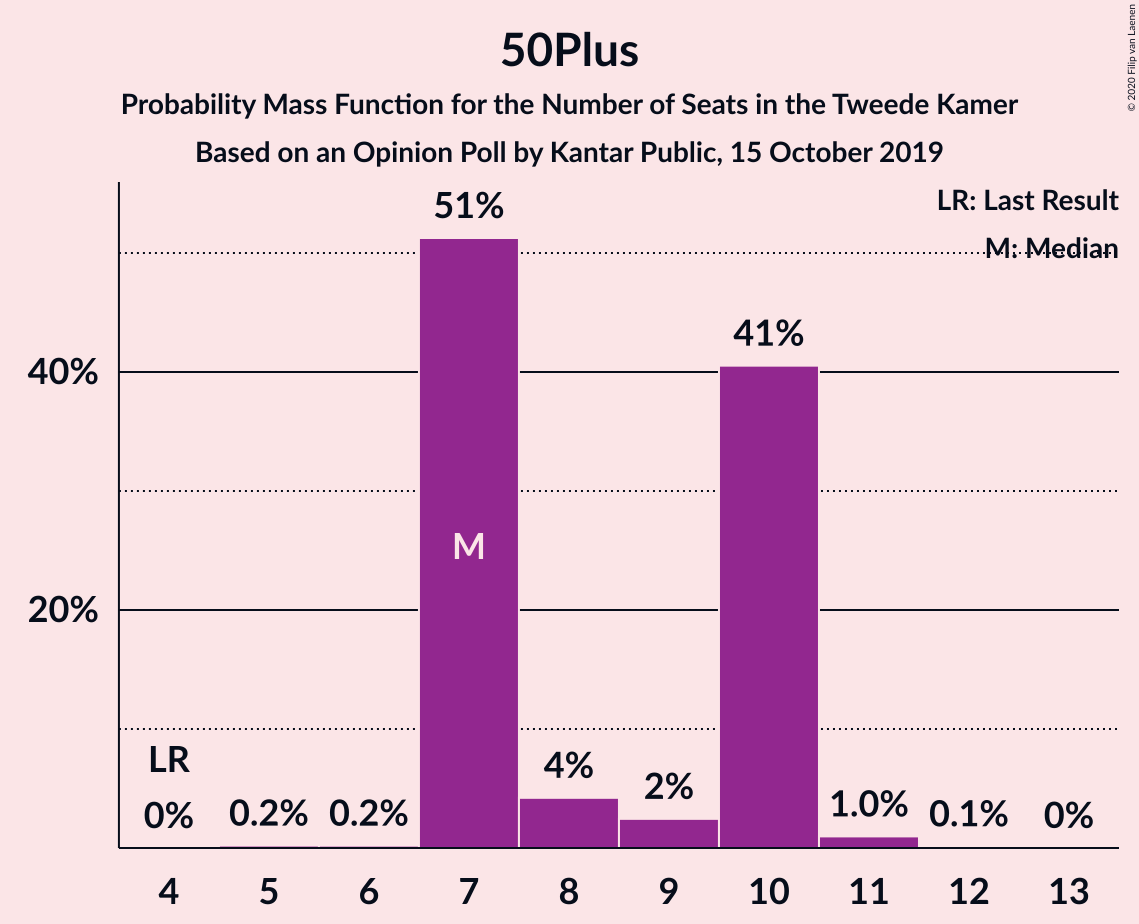 50Plus
Probability Mass Function for the Number of Seats in the Tweede Kamer
Based on an Opinion Poll by Kantar Public, 15 October 2019
© 2020 Filip van Laenen
LR: Last Result
M: Median
51%
41%
40%
M
20%
LR
4%
2%
0%
0.2%
0.2%
1.0%
0.1%
0%
4 5 6 7 8 9 10 11 12 13